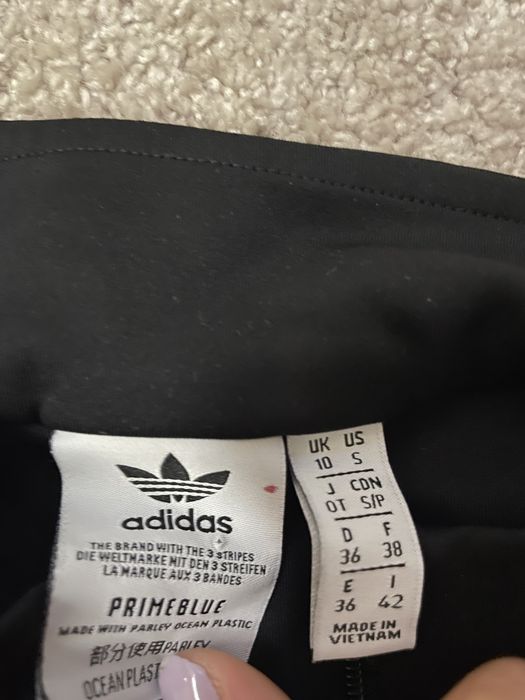 adidas
THE BRAND WITH THE 3 STRIPES
DIE WELTMARKE MIT DEN 3 STREIFEN
LA MARQUE AUX 3 BANDES
PRIMEBLUE
MADE WITH PARLEY OCEAN PLASTIC
部分使用PARLEY
OCEAN PLAST
UK US
10 S
J CDN
OT S/P
D F
36 38
E I
36 42
MADE IN
VIETNAM